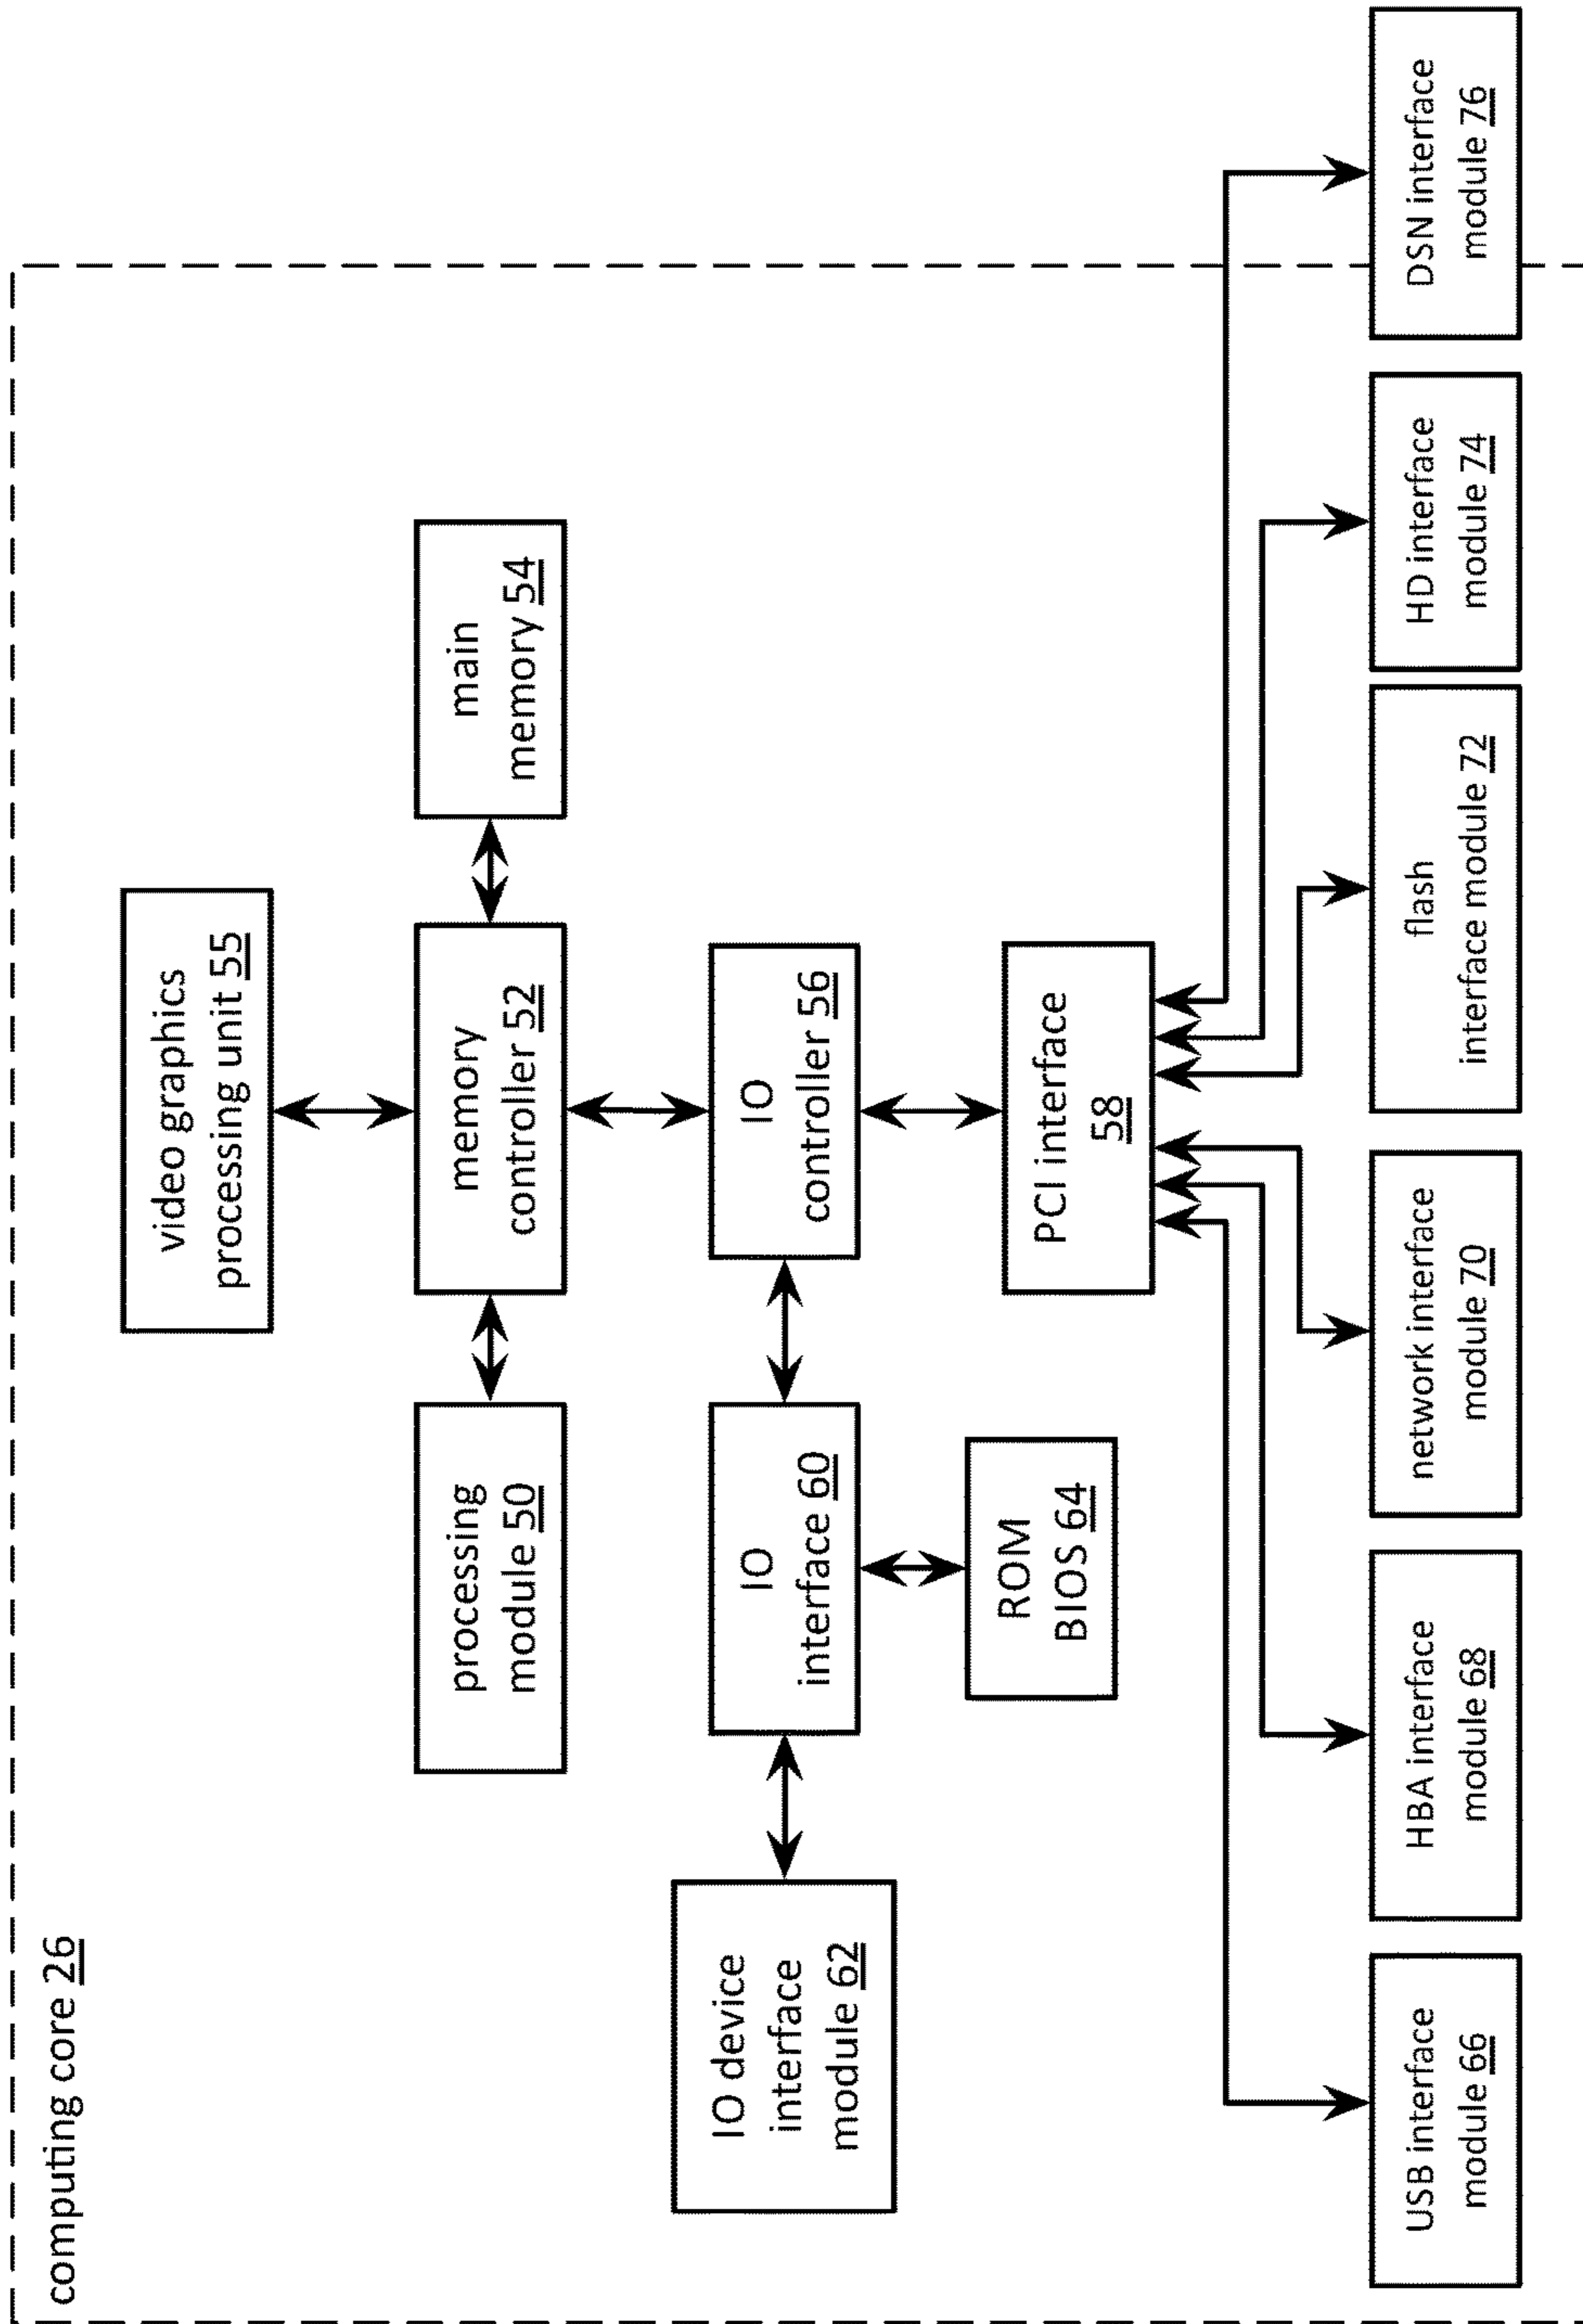 computing core 26
video graphics
processing unit 55
processing
module 50
memory
controller 52
main
memory 54
IO device
interface
module 62
IO
interface 60
IO
controller 56
ROM
BIOS 64
PCI interface
58
USB interface
module 66
HBA interface
module 68
network interface
module 70
flash
interface module 72
HD interface
module 74
DSN interface
module 76